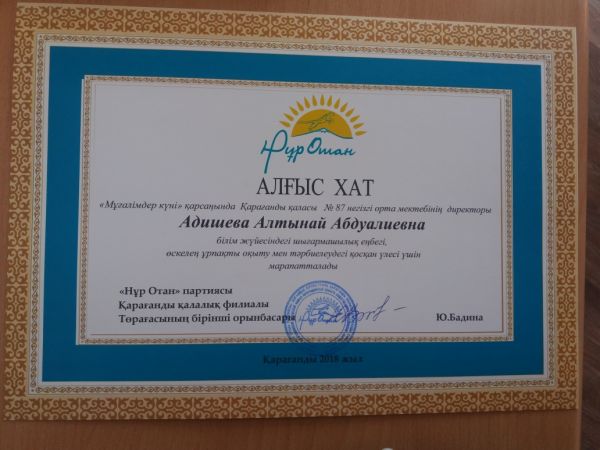 Нұр Отан
АЛҒЫС ХАТ
«Мұғалімдер күні» қарсаңында Қарағанды қаласы № 87 негізгі орта мектебінің директоры
Адишева Алтынай Абдуалиевна
білім жүйесіндегі шығармашылық еңбегі,
өскелең ұрпақты оқыту мен тәрбиелеудегі қосқан үлесі үшін
марапатталады
«Нұр Отан» партиясы
Қарағанды қалалық филиалы
Төрағасының бірінші орынбасары Ю.Бадина
Қарағанды 2018 жыл